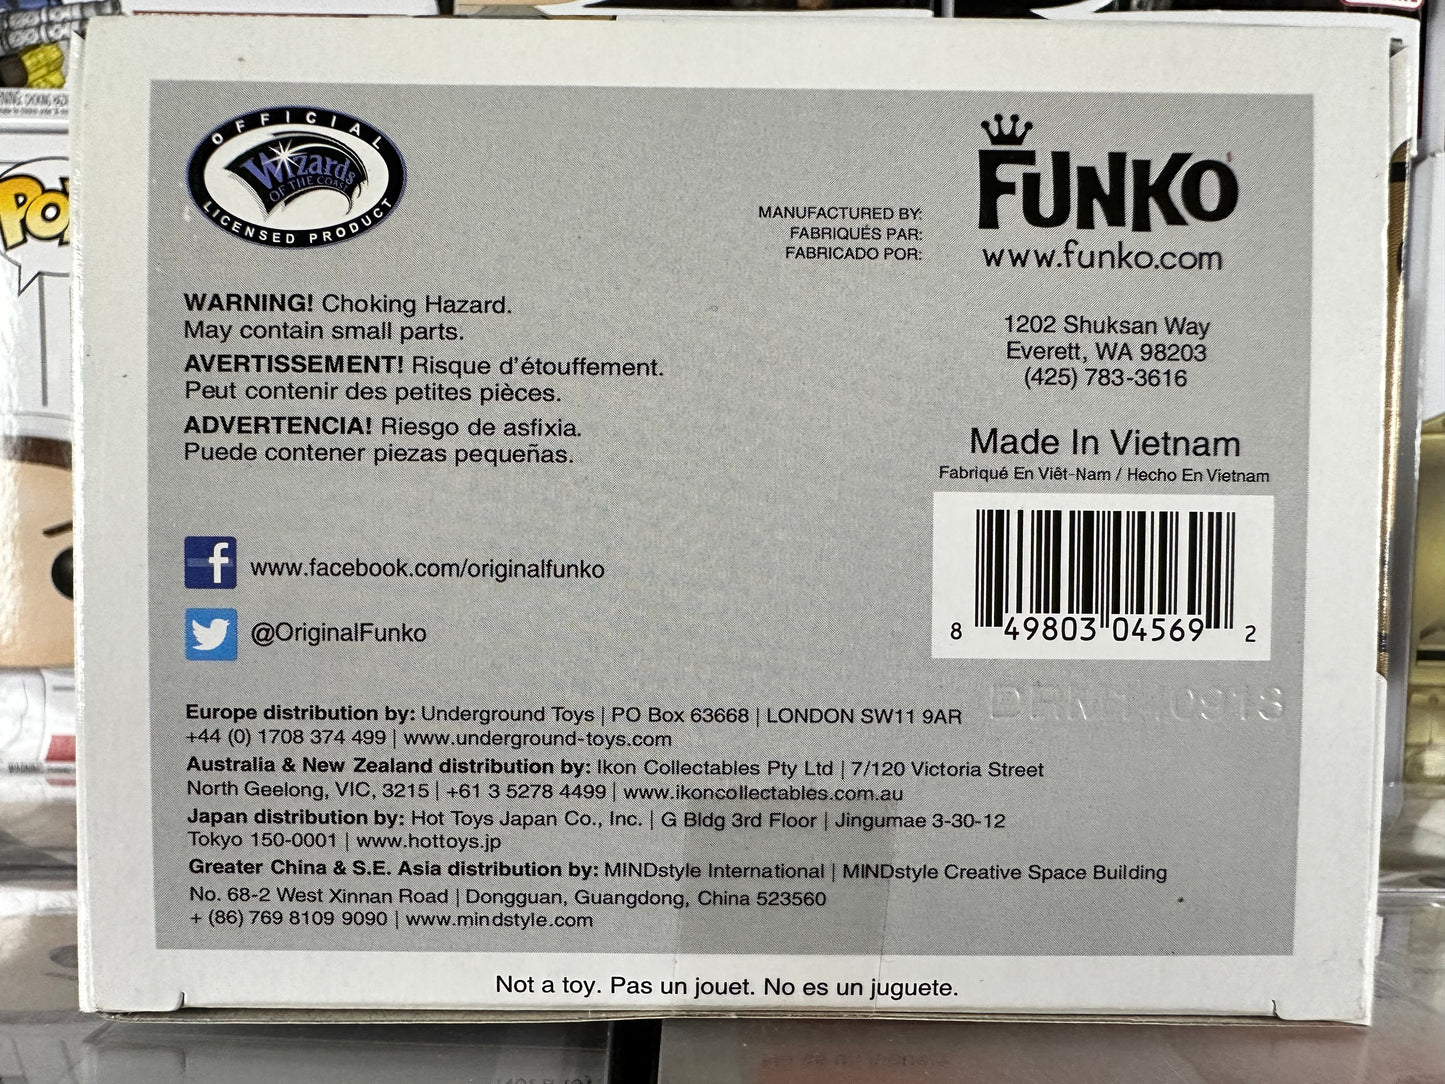 OFFICIAL
Wizards
OF THE COAST
LICENSED PRODUCT
MANUFACTURED BY:
FABRIQUÉS PAR:
FABRICADO POR:
FUNKO
www.funko.com
WARNING! Choking Hazard.
May contain small parts.
AVERTISSEMENT! Risque d'étouffement.
Peut contenir des petites pièces.
ADVERTENCIA! Riesgo de asfixia.
Puede contener piezas pequeñas.
1202 Shuksan Way
Everett, WA 98203
(425) 783-3616
Made In Vietnam
Fabriqué En Viêt-Nam / Hecho En Vietnam
8 49803 04569 2
f www.facebook.com/originalfunko
@OriginalFunko
Europe distribution by: Underground Toys | PO Box 63668 | LONDON SW11 9AR
+44 (0) 1708 374 499 | www.underground-toys.com
Australia & New Zealand distribution by: Ikon Collectables Pty Ltd | 7/120 Victoria Street
North Geelong, VIC, 3215 | +61 3 5278 4499 | www.ikoncollectables.com.au
Japan distribution by: Hot Toys Japan Co., Inc. | G Bldg 3rd Floor | Jingumae 3-30-12
Tokyo 150-0001 | www.hottoys.jp
Greater China & S.E. Asia distribution by: MINDstyle International | MINDstyle Creative Space Building
No. 68-2 West Xinnan Road | Dongguan, Guangdong, China 523560
+ (86) 769 8109 9090 | www.mindstyle.com
Not a toy. Pas un jouet. No es un juguete.